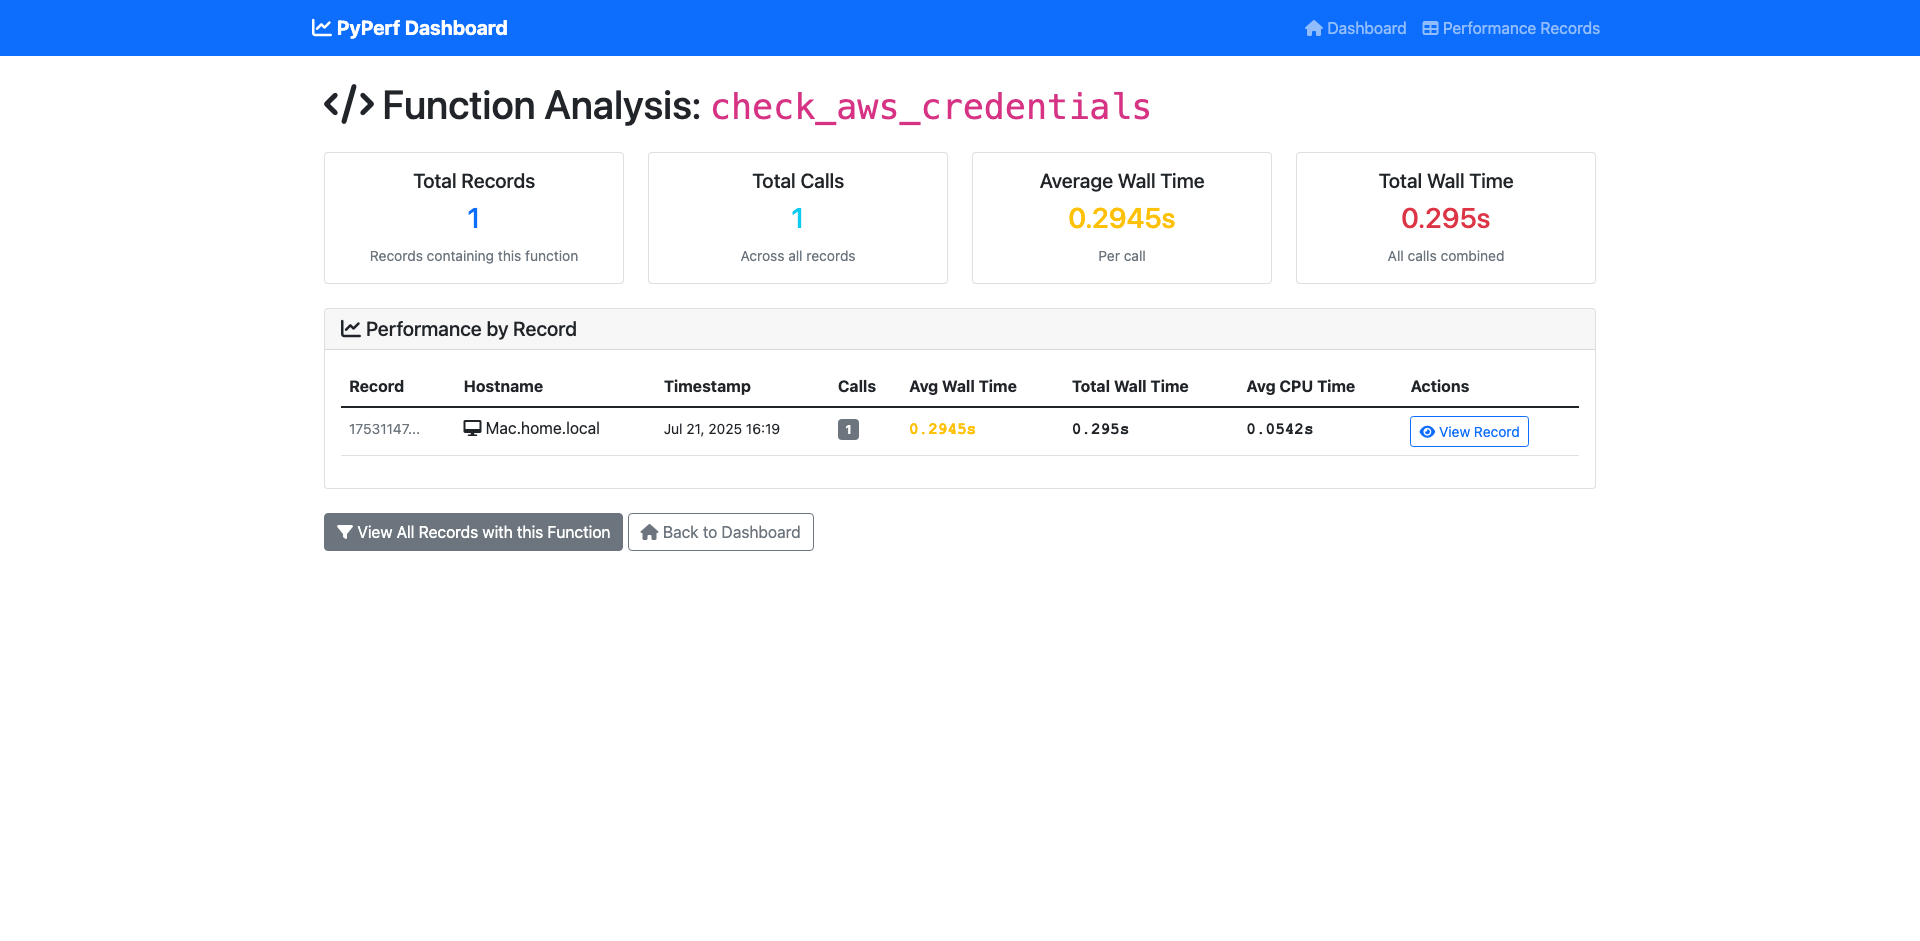 PyPerf Dashboard
Dashboard
Performance Records
Function Analysis: check_aws_credentials
Total Records
1
Records containing this function
Total Calls
1
Across all records
Average Wall Time
0.2945s
Per call
Total Wall Time
0.295s
All calls combined
Performance by Record
Record Hostname Timestamp Calls Avg Wall Time Total Wall Time Avg CPU Time Actions
17531147... Mac.home.local Jul 21, 2025 16:19 1 0.2945s 0.295s 0.0542s View Record
View All Records with this Function
Back to Dashboard